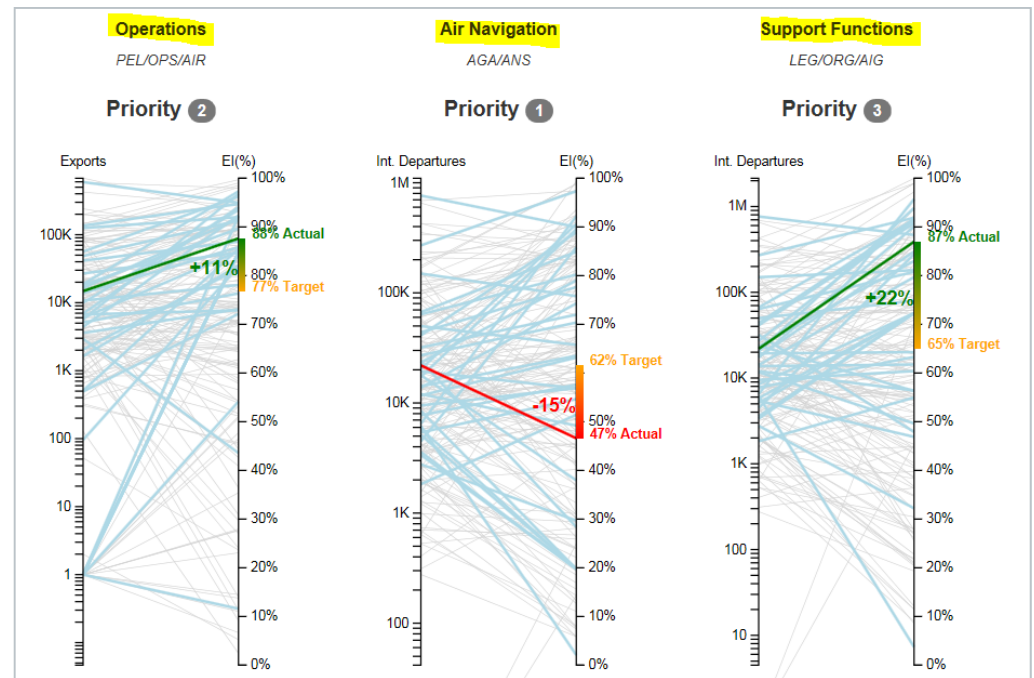 Operations
PEL/OPS/AIR
Priority 2
Exports EI(%)
100%
90%
88% Actual
100K
+11%
80%
77% Target
10K
70%
1K
60%
50%
100
40%
10
30%
1
20%
10%
0%
Air Navigation
AGA/ANS
Priority 1
Int. Departures EI(%)
1M
100%
90%
80%
100K
70%
62% Target
10K
-15%
50%
47% Actual
40%
1K
30%
20%
100
10%
0%
Support Functions
LEG/ORG/AIG
Priority 3
Int. Departures EI(%)
100%
1M
90%
87% Actual
80%
100K
+22%
70%
65% Target
10K
60%
50%
1K
40%
30%
100
20%
10
10%
0%